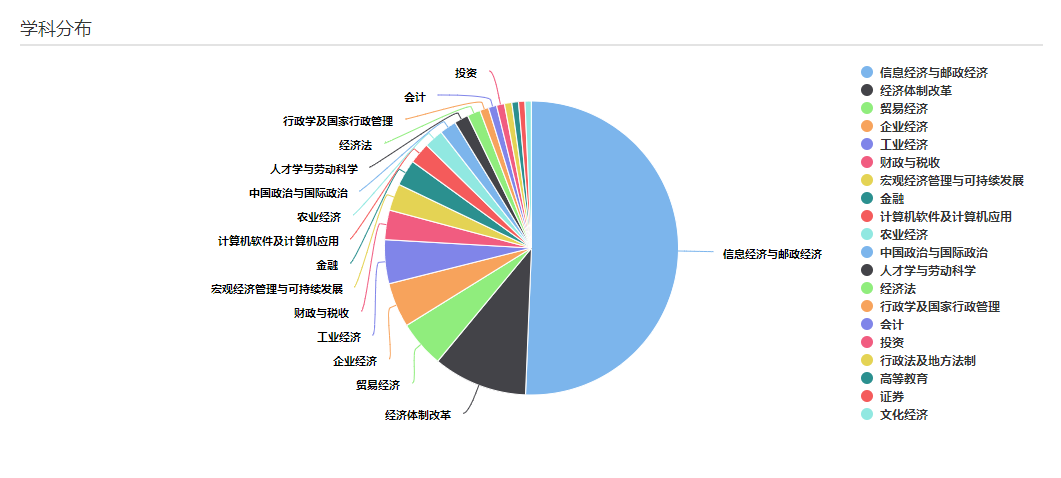 学科分布
投资
会计
行政学及国家行政管理
经济法
人才学与劳动科学
中国政治与国际政治
农业经济
计算机软件及计算机应用
金融
宏观经济管理与可持续发展
财政与税收
工业经济
企业经济
贸易经济
经济体制改革
信息经济与邮政经济
信息经济与邮政经济
经济体制改革
贸易经济
企业经济
工业经济
财政与税收
宏观经济管理与可持续发展
金融
计算机软件及计算机应用
农业经济
中国政治与国际政治
人才学与劳动科学
经济法
行政学及国家行政管理
会计
投资
行政法及地方法制
高等教育
证券
文化经济